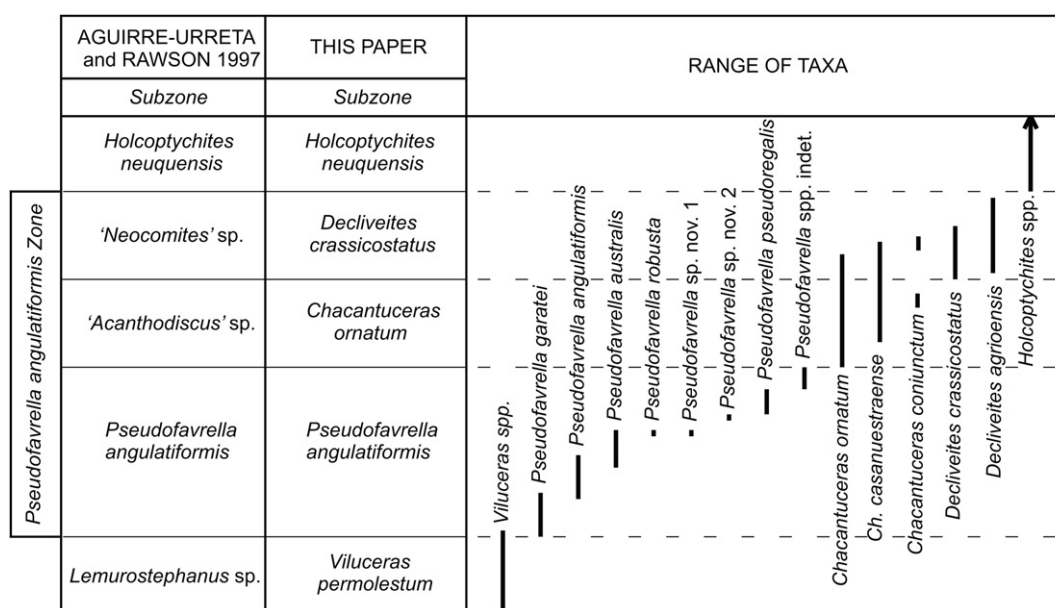 AGUIRRE-URRETA
and RAWSON 1997
THIS PAPER
RANGE OF TAXA
Subzone
Subzone
Holcoptychites
neuquensis
Holcoptychites
neuquensis
Pseudofavrella angulatiformis Zone
'Neocomites' sp.
Decliveites
crassicostatus
'Acanthodiscus' sp.
Chacantuceras
ornatum
Pseudofavrella
angulatiformis
Pseudofavrella
angulatiformis
Lemurostephanus sp.
Viluceras
permolestum
Viluceras spp.
Pseudofavrella garatei
Pseudofavrella angulatiformis
Pseudofavrella australis
Pseudofavrella robusta
Pseudofavrella sp. nov. 1
Pseudofavrella sp. nov. 2
Pseudofavrella pseudoregalis
Pseudofavrella spp. indet.
Chacantuceras ornatum
Ch. casanuestraense
Chacantuceras coniunctum
Decliveites crassicostatus
Decliveites agrioensis
Holcoptychites spp.